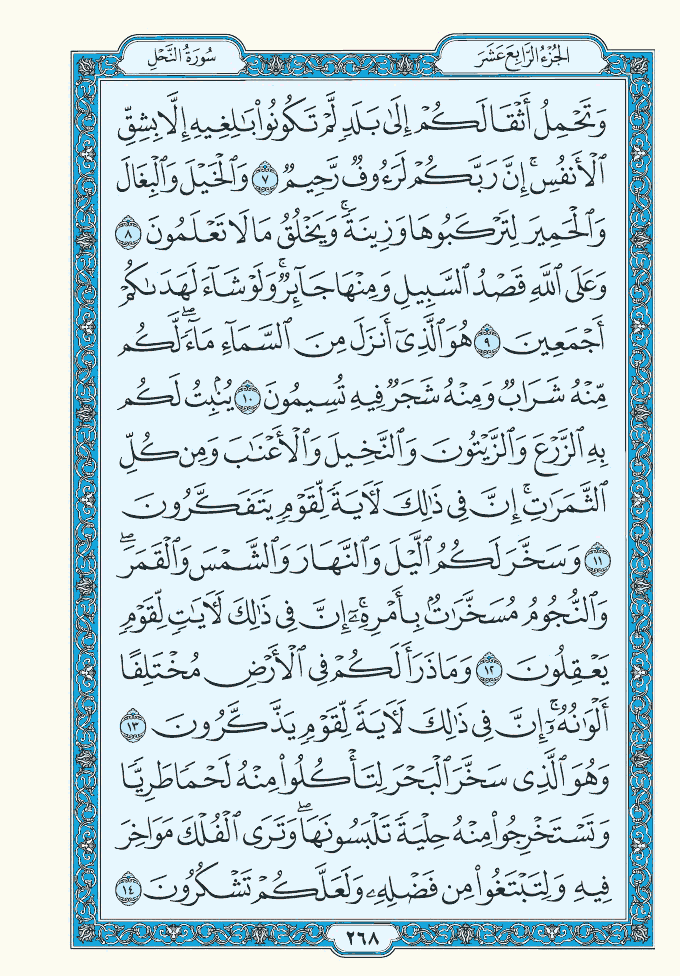 الجُزْءُ الرَّابِعَ عَشَرَ
سُورَةُ النَّحْلِ
وَتَحْمِلُ أَثْقَالَكُمْ إِلَىٰ بَلَدٍ لَّمْ تَكُونُوا۟ بَـٰلِغِيهِ إِلَّا بِشِقِّ
ٱلْأَنفُسِ ۚ إِنَّ رَبَّكُمْ لَرَءُوفٌ رَّحِيمٌ ٧ وَٱلْخَيْلَ وَٱلْبِغَالَ
وَٱلْحَمِيرَ لِتَرْكَبُوهَا وَزِينَةً ۚ وَيَخْلُقُ مَا لَا تَعْلَمُونَ ٨
وَعَلَى ٱللَّهِ قَصْدُ ٱلسَّبِيلِ وَمِنْهَا جَآئِرٌ ۚ وَلَوْ شَآءَ لَهَدَىٰكُمْ
أَجْمَعِينَ ٩ هُوَ ٱلَّذِىٓ أَنزَلَ مِنَ ٱلسَّمَآءِ مَآءً ۖ لَّكُم
مِّنْهُ شَرَابٌ وَمِنْهُ شَجَرٌ فِيهِ تُسِيمُونَ ١٠ يُنۢبِتُ لَكُم
بِهِ ٱلزَّرْعَ وَٱلزَّيْتُونَ وَٱلنَّخِيلَ وَٱلْأَعْنَـٰبَ وَمِن كُلِّ
ٱلثَّمَرَٰتِ ۗ إِنَّ فِى ذَٰلِكَ لَـَٔايَةً لِّقَوْمٍ يَتَفَكَّرُونَ
١١ وَسَخَّرَ لَكُمُ ٱلَّيْلَ وَٱلنَّهَارَ وَٱلشَّمْسَ وَٱلْقَمَرَ ۖ
وَٱلنُّجُومُ مُسَخَّرَٰتٌۢ بِأَمْرِهِۦٓ ۗ إِنَّ فِى ذَٰلِكَ لَـَٔايَـٰتٍ لِّقَوْمٍ
يَعْقِلُونَ ١٢ وَمَا ذَرَأَ لَكُمْ فِى ٱلْأَرْضِ مُخْتَلِفًا
أَلْوَٰنُهُۥٓ ۗ إِنَّ فِى ذَٰلِكَ لَـَٔايَةً لِّقَوْمٍ يَذَّكَّرُونَ ١٣
وَهُوَ ٱلَّذِى سَخَّرَ ٱلْبَحْرَ لِتَأْكُلُوا۟ مِنْهُ لَحْمًا طَرِيًّا
وَتَسْتَخْرِجُوا۟ مِنْهُ حِلْيَةً تَلْبَسُونَهَا ۖ وَتَرَى ٱلْفُلْكَ مَوَاخِرَ
فِيهِ وَلِتَبْتَغُوا۟ مِن فَضْلِهِۦ وَلَعَلَّكُمْ تَشْكُرُونَ ١٤
٢٦٨